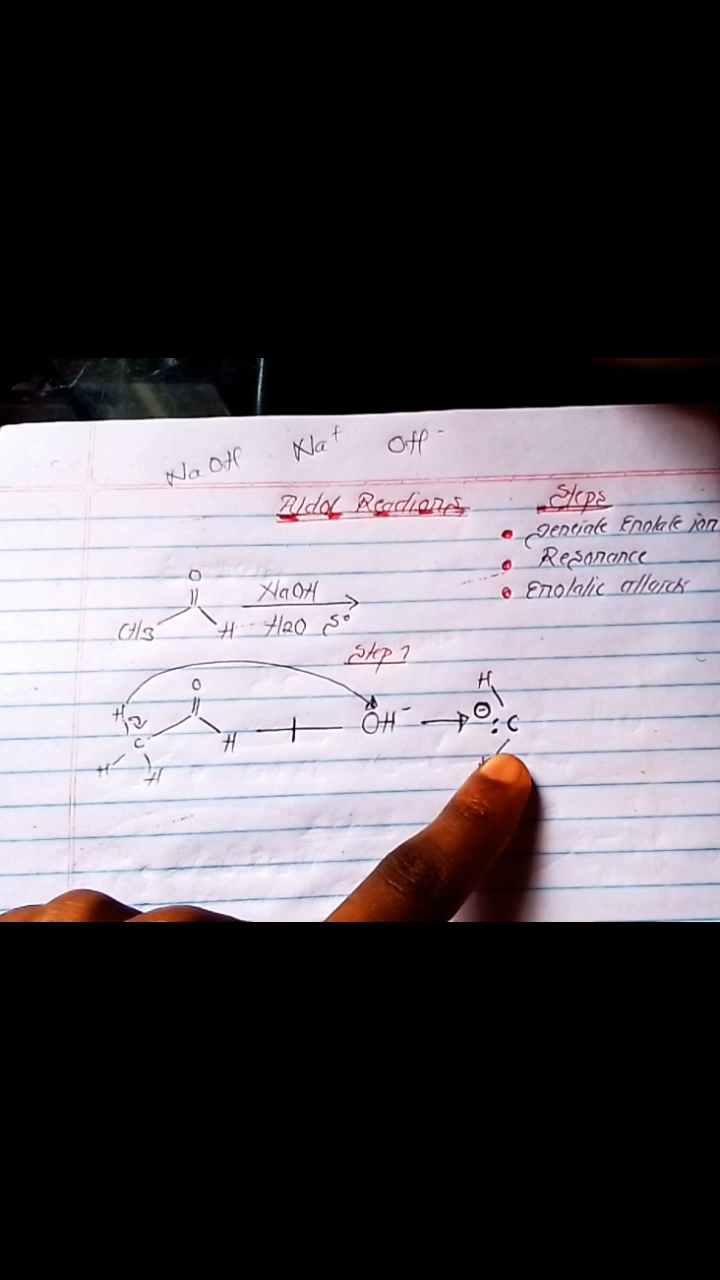 NaOH Na⁺ OH⁻
Aldol Reactions
Steps
• generate Enolate ion
• Resonance
• Enolatic attack
O
CH3 H NaOH
H2O 5°
Step 1
O
H C H H H + OH⁻ → H ⊖ : C